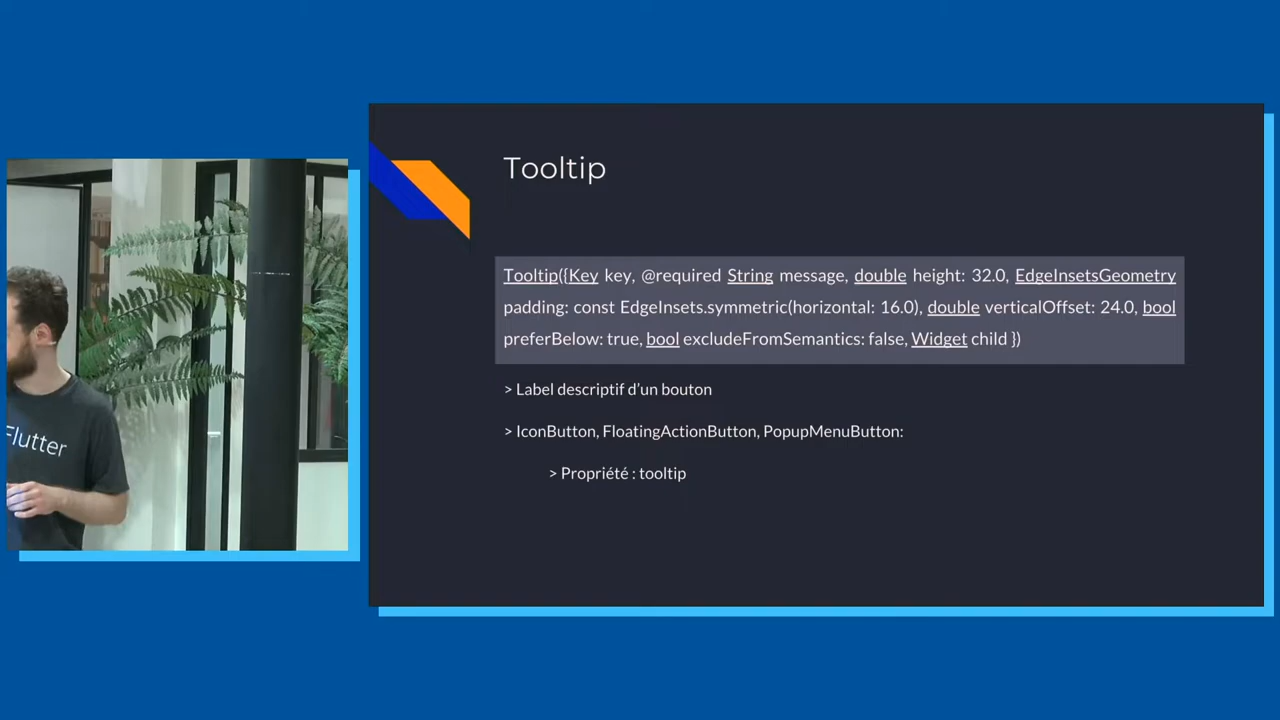 Tooltip
Tooltip({Key key, @required String message, double height: 32.0, EdgeInsetsGeometry
padding: const EdgeInsets.symmetric(horizontal: 16.0), double verticalOffset: 24.0, bool
preferBelow: true, bool excludeFromSemantics: false, Widget child })
> Label descriptif d’un bouton
> IconButton, FloatingActionButton, PopupMenuButton:
> Propriété : tooltip
Flutter